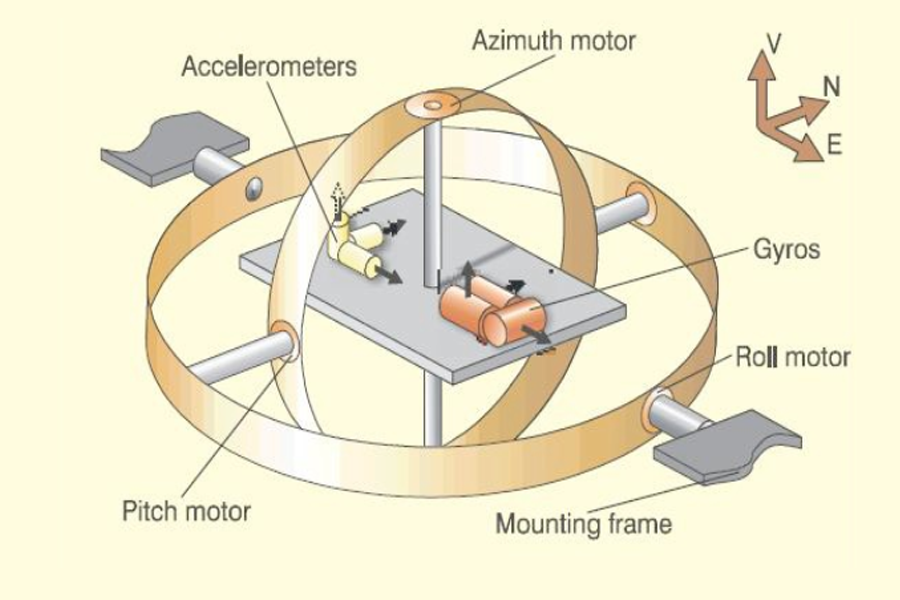 Azimuth motor
Accelerometers
V
N
E
Gyros
Roll motor
Pitch motor
Mounting frame